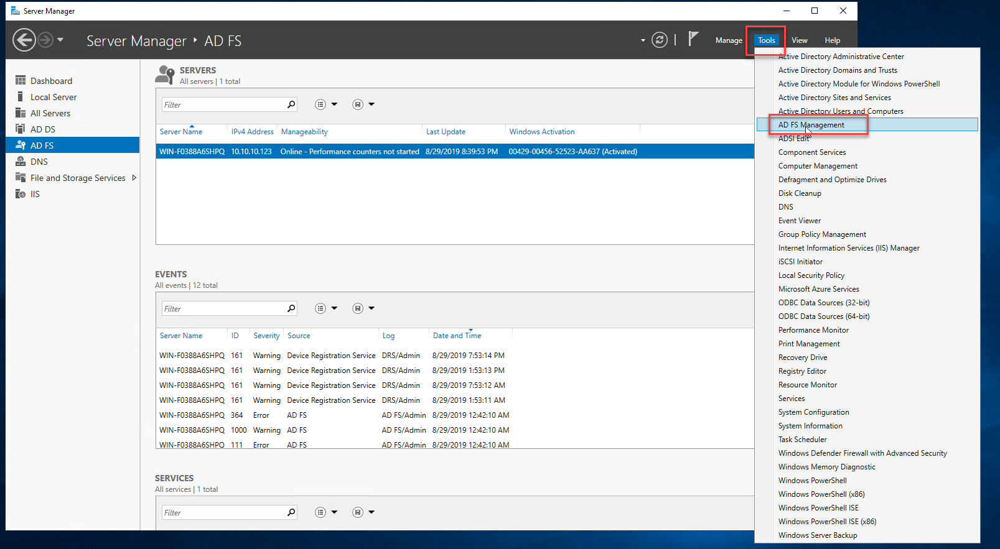 Server Manager
Server Manager ‣ AD FS
Manage Tools View Help
Dashboard
Local Server
All Servers
AD DS
AD FS
DNS
File and Storage Services
IIS
SERVERS
All servers | 1 total
Filter
Server Name IPv4 Address Manageability Last Update Windows Activation
WIN-F0388A6SHPQ 10.10.10.123 Online - Performance counters not started 8/29/2019 8:39:53 PM 00429-00456-52523-AA637 (Activated)
EVENTS
All events | 12 total
Filter
Server Name ID Severity Source Log Date and Time
WIN-F0388A6SHPQ 161 Warning Device Registration Service DRS/Admin 8/29/2019 7:53:14 PM
WIN-F0388A6SHPQ 161 Warning Device Registration Service DRS/Admin 8/29/2019 1:53:13 PM
WIN-F0388A6SHPQ 161 Warning Device Registration Service DRS/Admin 8/29/2019 7:53:12 AM
WIN-F0388A6SHPQ 161 Warning Device Registration Service DRS/Admin 8/29/2019 1:53:11 AM
WIN-F0388A6SHPQ 364 Error AD FS AD FS/Admin 8/29/2019 12:42:10 AM
WIN-F0388A6SHPQ 1000 Warning AD FS AD FS/Admin 8/29/2019 12:42:10 AM
WIN-F0388A6SHPQ 111 Error AD FS AD FS/Admin 8/29/2019 12:42:10 AM
SERVICES
All services | 1 total
Filter
Active Directory Administrative Center
Active Directory Domains and Trusts
Active Directory Module for Windows PowerShell
Active Directory Sites and Services
Active Directory Users and Computers
AD FS Management
ADSI Edit
Component Services
Computer Management
Defragment and Optimize Drives
Disk Cleanup
DNS
Event Viewer
Group Policy Management
Internet Information Services (IIS) Manager
iSCSI Initiator
Local Security Policy
Microsoft Azure Services
ODBC Data Sources (32-bit)
ODBC Data Sources (64-bit)
Performance Monitor
Print Management
Recovery Drive
Registry Editor
Resource Monitor
Services
System Configuration
System Information
Task Scheduler
Windows Defender Firewall with Advanced Security
Windows Memory Diagnostic
Windows PowerShell
Windows PowerShell (x86)
Windows PowerShell ISE
Windows PowerShell ISE (x86)
Windows Server Backup